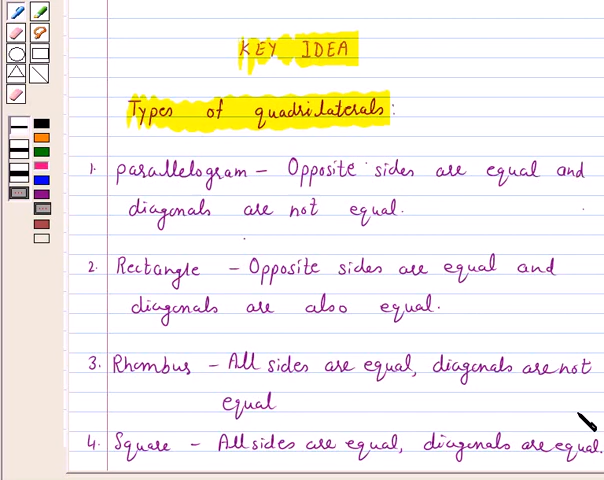 KEY IDEA
Types of quadrilaterals:
1. parallelogram - Opposite sides are equal and
diagonals are not equal.
2. Rectangle - Opposite sides are equal and
diagonals are also equal.
3. Rhombus - All sides are equal, diagonals are not
equal
4. Square - All sides are equal, diagonals are equal.